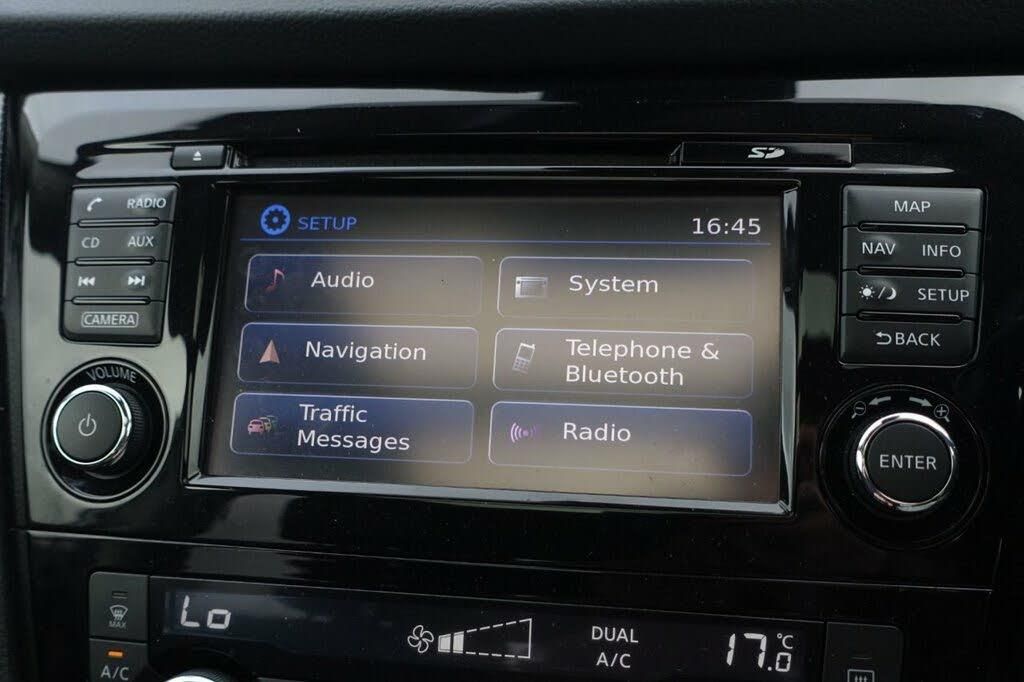 SD
RADIO
CD AUX
CAMERA
VOLUME
SETUP 16:45
Audio
System
Navigation
Telephone &
Bluetooth
Traffic
Messages
Radio
MAP
NAV INFO
SETUP
BACK
ENTER
MAX
A/C
Lo
DUAL
A/C
17.0 °C